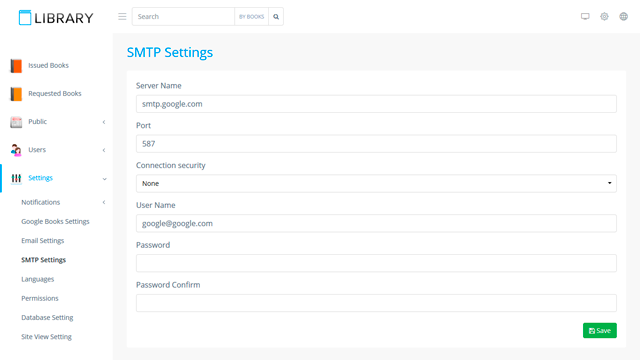 LIBRARY
Search
BY BOOKS
Issued Books
Requested Books
Public
Users
Settings
Notifications
Google Books Settings
Email Settings
SMTP Settings
Languages
Permissions
Database Setting
Site View Setting
SMTP Settings
Server Name
smtp.google.com
Port
587
Connection security
None
User Name
google@google.com
Password
Password Confirm
Save